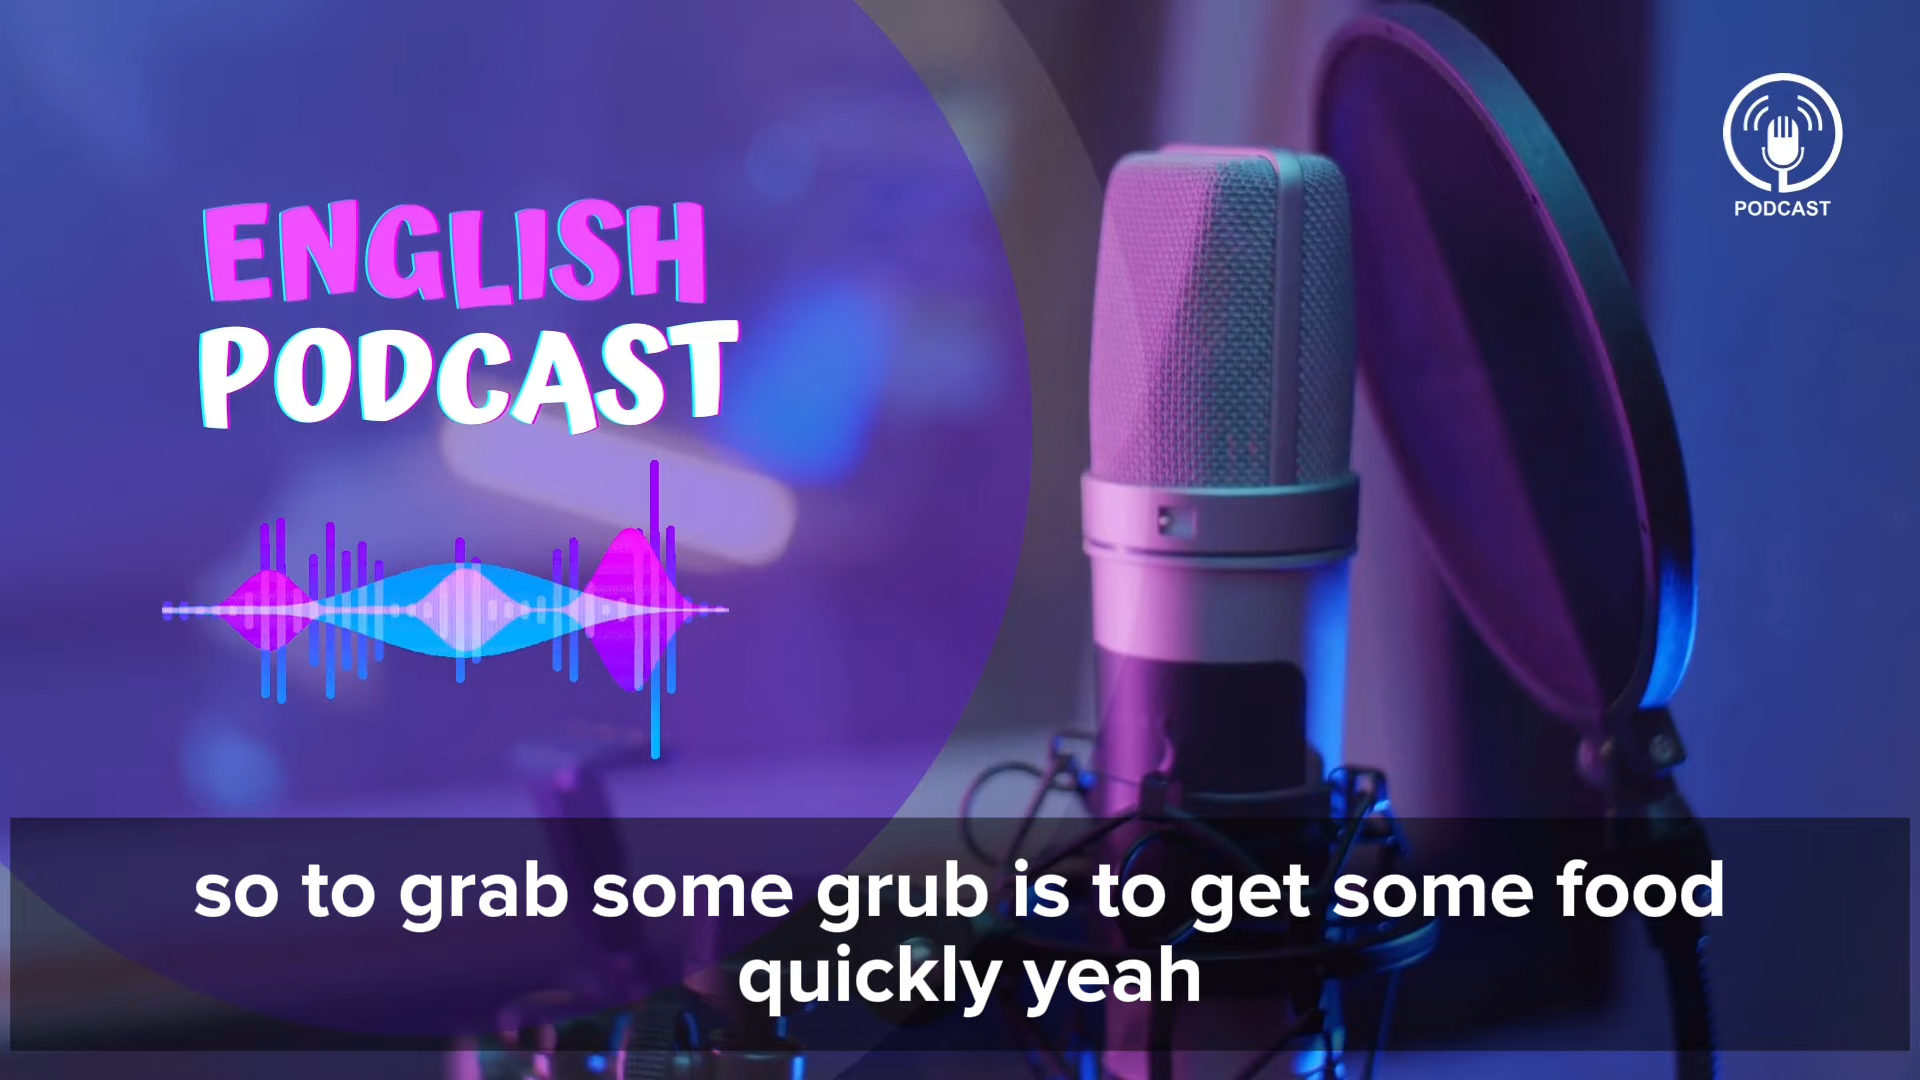 ENGLISH
PODCAST
PODCAST
so to grab some grub is to get some food
quickly yeah